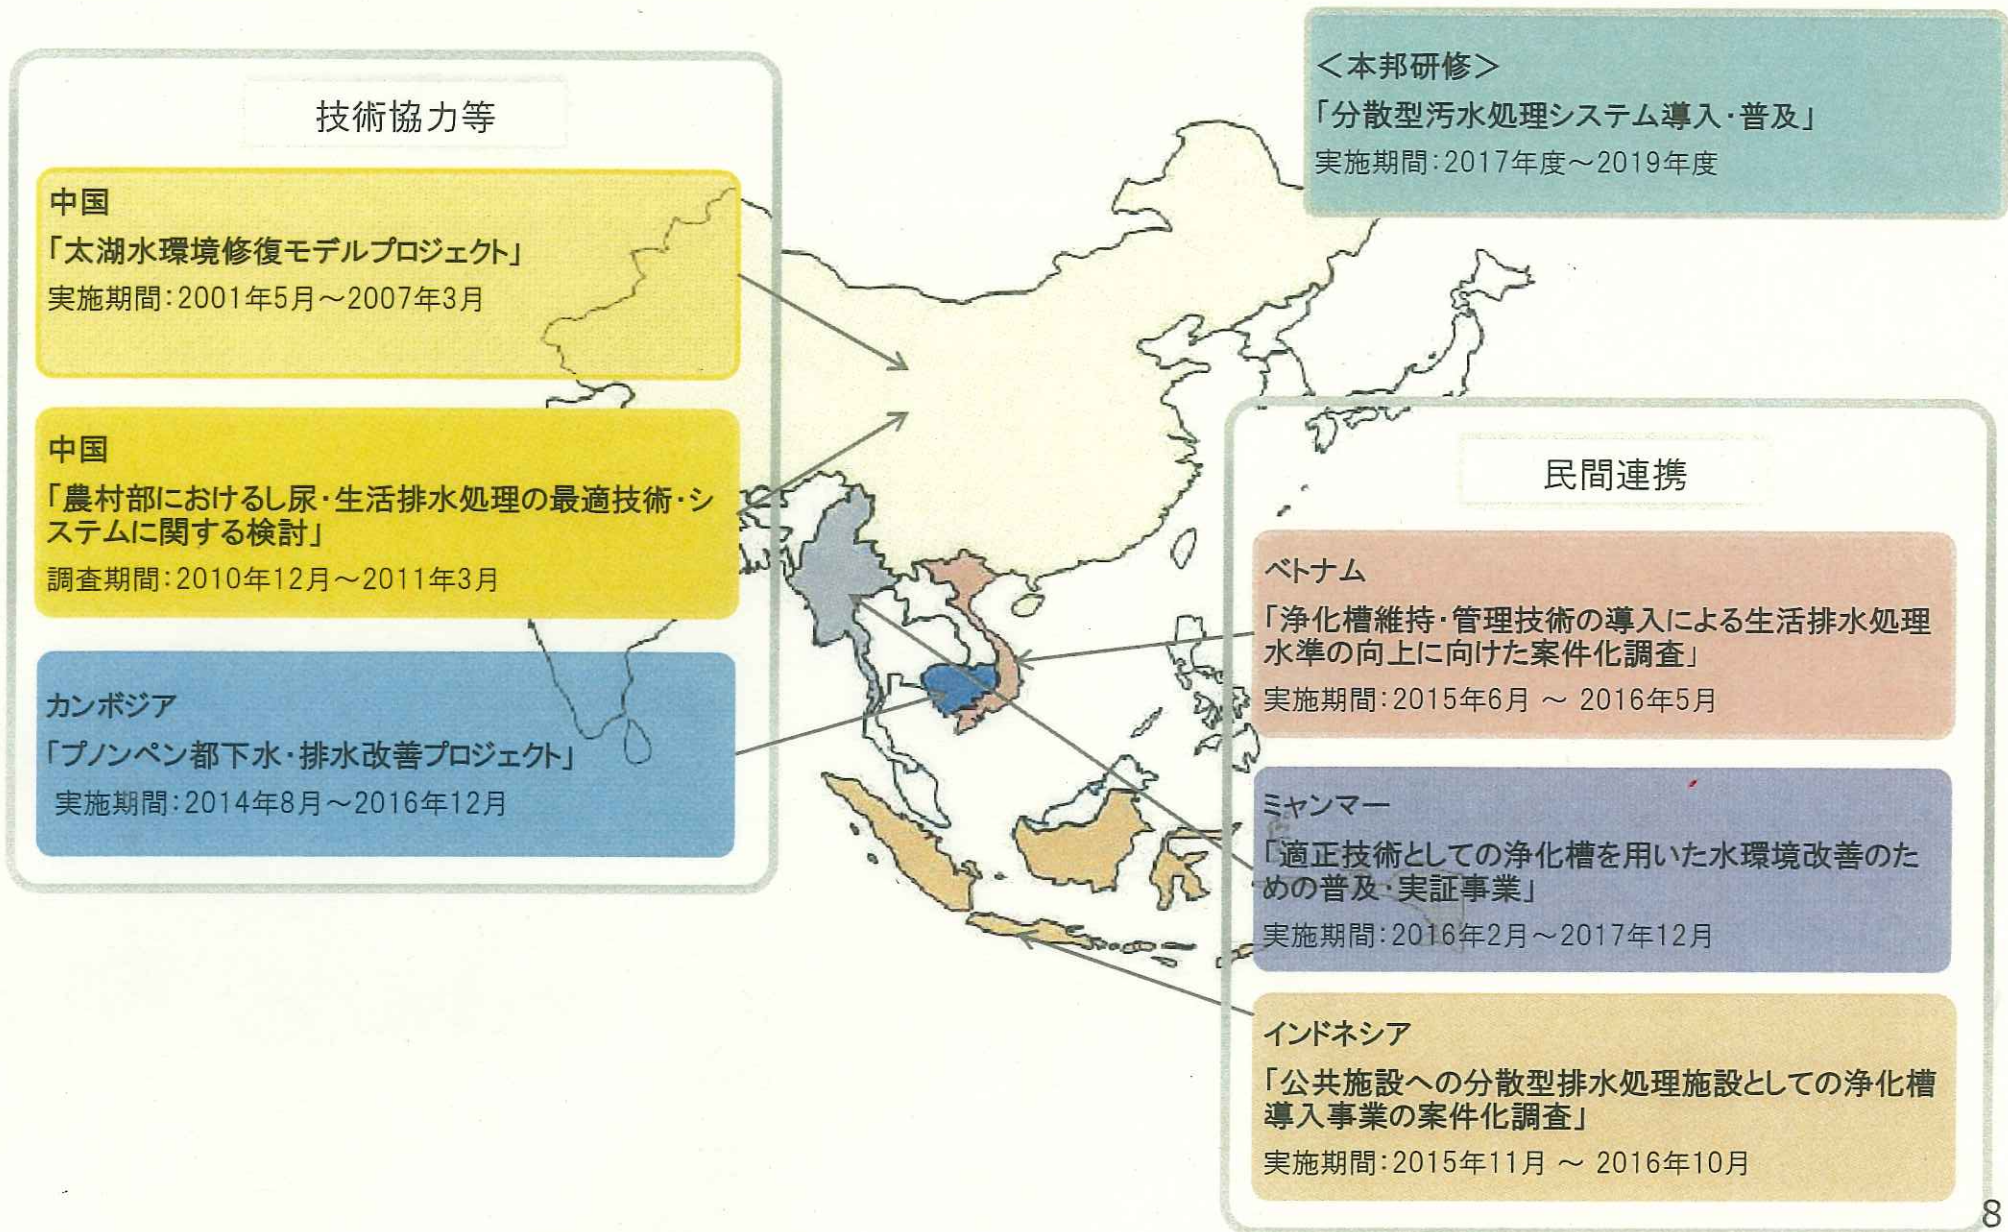 技術協力等
中国
「太湖水環境修復モデルプロジェクト」
実施期間:2001年5月～2007年3月
中国
「農村部におけるし尿・生活排水処理の最適技術・シ
ステムに関する検討」
調査期間:2010年12月～2011年3月
カンボジア
「プノンペン都下水・排水改善プロジェクト」
実施期間:2014年8月～2016年12月
＜本邦研修＞
「分散型汚水処理システム導入・普及」
実施期間:2017年度～2019年度
民間連携
ベトナム
「浄化槽維持・管理技術の導入による生活排水処理
水準の向上に向けた案件化調査」
実施期間:2015年6月 ～ 2016年5月
ミャンマー
「適正技術としての浄化槽を用いた水環境改善のた
めの普及・実証事業」
実施期間:2016年2月～2017年12月
インドネシア
「公共施設への分散型排水処理施設としての浄化槽
導入事業の案件化調査」
実施期間:2015年11月 ～ 2016年10月
8